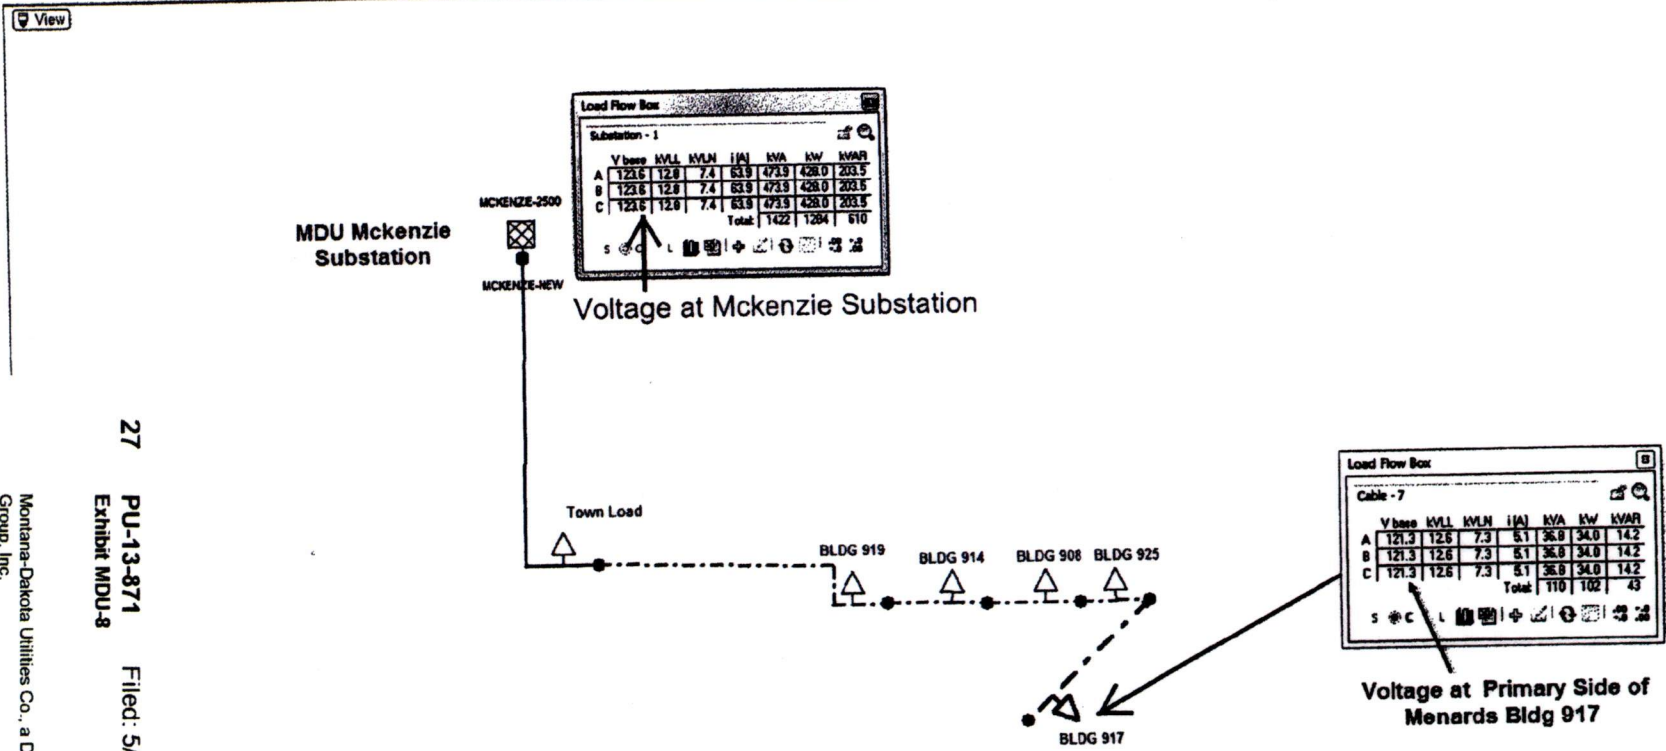 View
Load Flow Box
Substation - 1
V base kVLL kVLN i [A] kVA kW kVAR
A 123.6 12.8 7.4 63.9 473.9 428.0 203.5
B 123.6 12.8 7.4 63.9 473.9 428.0 203.5
C 123.6 12.8 7.4 63.9 473.9 428.0 203.5
Total: 1422 1284 610
S C L
MCKENZIE-2500
MDU Mckenzie
Substation
MCKENZIE-NEW
Voltage at Mckenzie Substation
Town Load
BLDG 919
BLDG 914
BLDG 908
BLDG 925
BLDG 917
Load Flow Box
Cable - 7
V base kVLL kVLN i [A] kVA kW kVAR
A 121.3 12.6 7.3 5.1 36.8 34.0 14.2
B 121.3 12.6 7.3 5.1 36.8 34.0 14.2
C 121.3 12.6 7.3 5.1 36.8 34.0 14.2
Total: 110 102 43
S C L
Voltage at Primary Side of
Menards Bldg 917
27 PU-13-871 Filed: 5/
Exhibit MDU-8
Montana-Dakota Utilities Co., a D
Group, Inc.